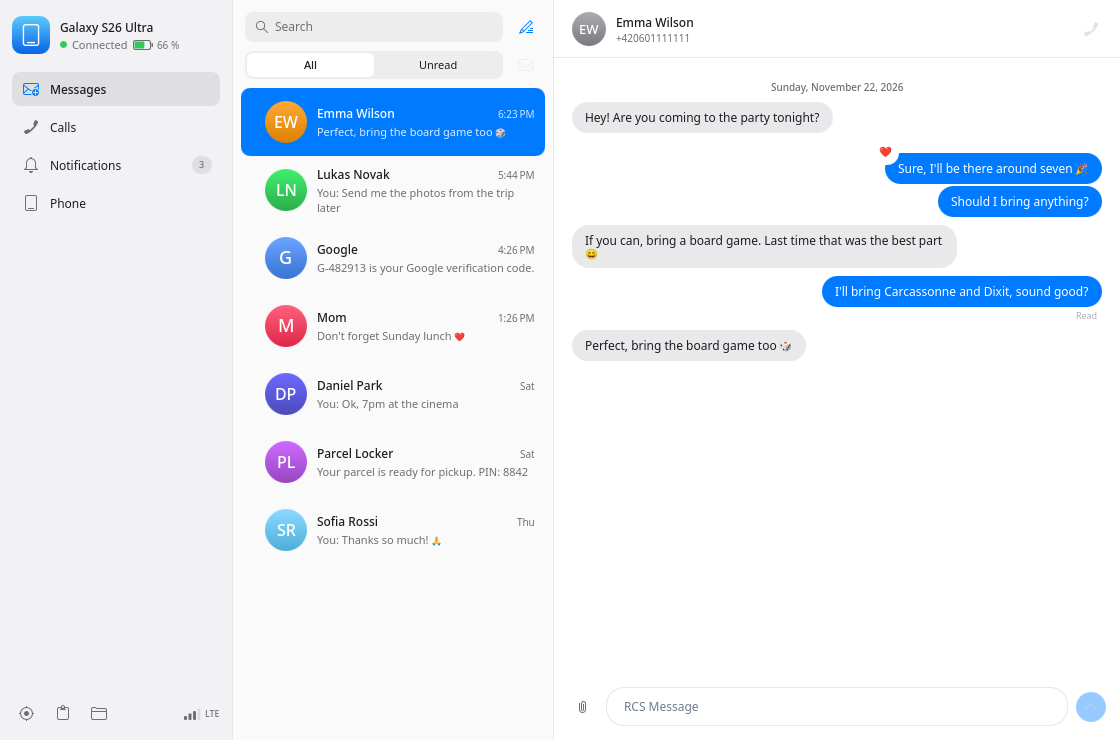 Galaxy S26 Ultra
Connected 66 %
Messages
Calls
Notifications 3
Phone
LTE
Search
All Unread
EW Emma Wilson 6:23 PM
Perfect, bring the board game too 🎲
LN Lukas Novak 5:44 PM
You: Send me the photos from the trip
later
G Google 4:26 PM
G-482913 is your Google verification code.
M Mom 1:26 PM
Don't forget Sunday lunch ❤️
DP Daniel Park Sat
You: Ok, 7pm at the cinema
PL Parcel Locker Sat
Your parcel is ready for pickup. PIN: 8842
SR Sofia Rossi Thu
You: Thanks so much! 🙏
EW Emma Wilson
+420601111111
Sunday, November 22, 2026
Hey! Are you coming to the party tonight?
❤️
Sure, I'll be there around seven 🎉
Should I bring anything?
If you can, bring a board game. Last time that was the best part
😄
I'll bring Carcassonne and Dixit, sound good?
Read
Perfect, bring the board game too 🎲
RCS Message